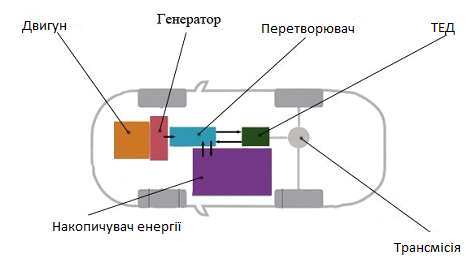 Двигун
Генератор
Перетворювач
ТЕД
Накопичувач енергії
Трансмісія